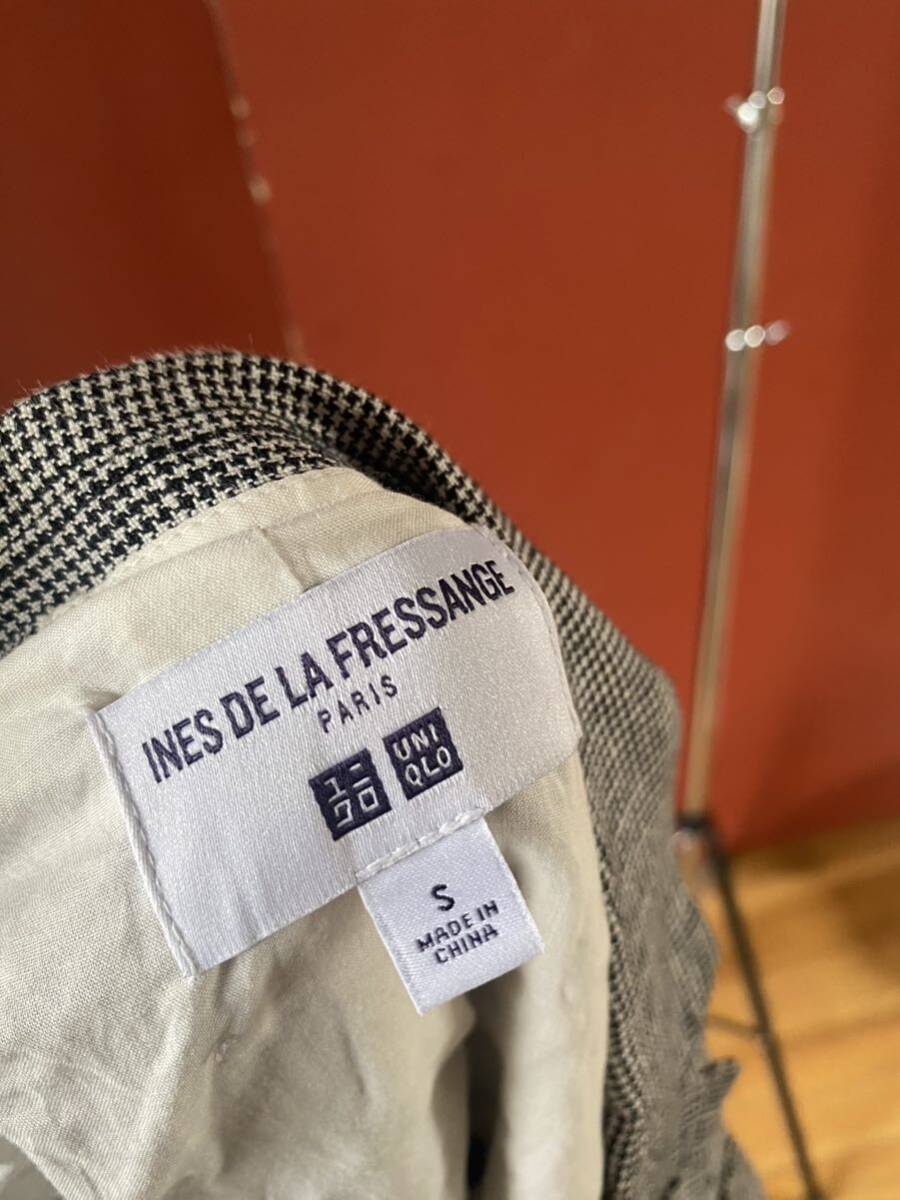 INES DE LA FRESSANGE
PARIS
ユニ
クロ
UNI
QLO
S
MADE IN
CHINA